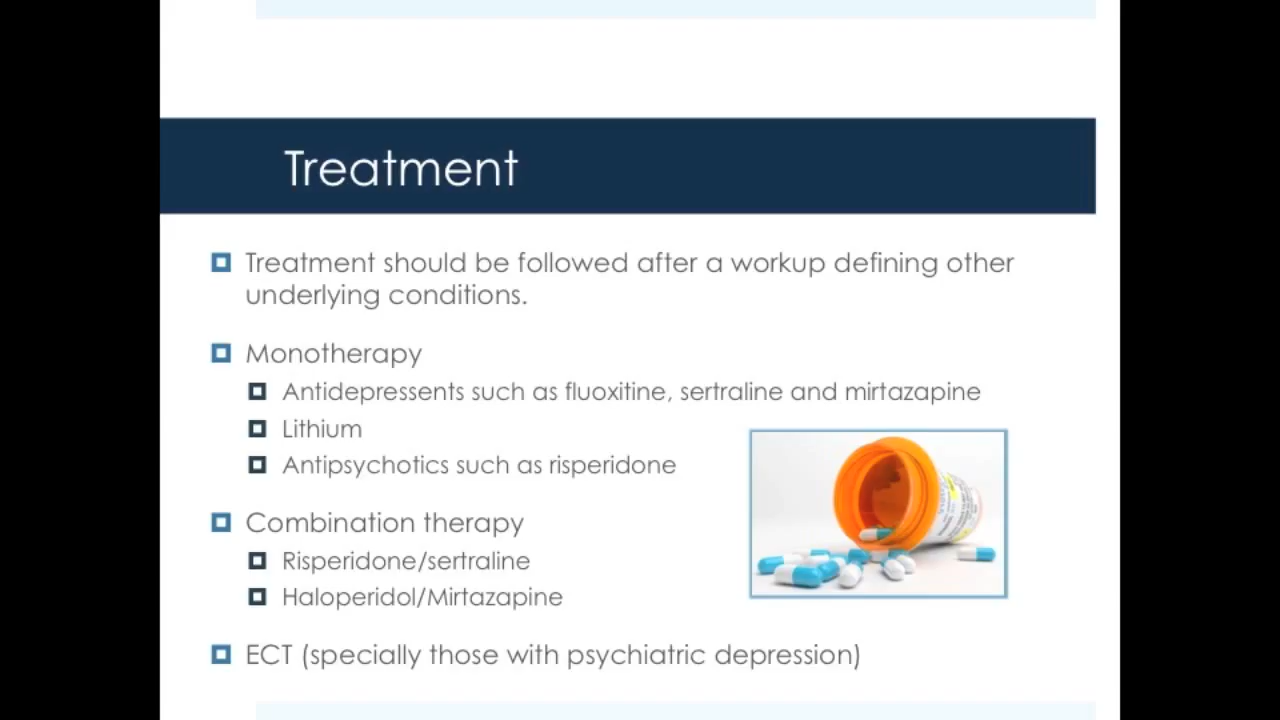 Treatment
Treatment should be followed after a workup defining other
underlying conditions.
Monotherapy
Antidepressents such as fluoxitine, sertraline and mirtazapine
Lithium
Antipsychotics such as risperidone
Combination therapy
Risperidone/sertraline
Haloperidol/Mirtazapine
ECT (specially those with psychiatric depression)